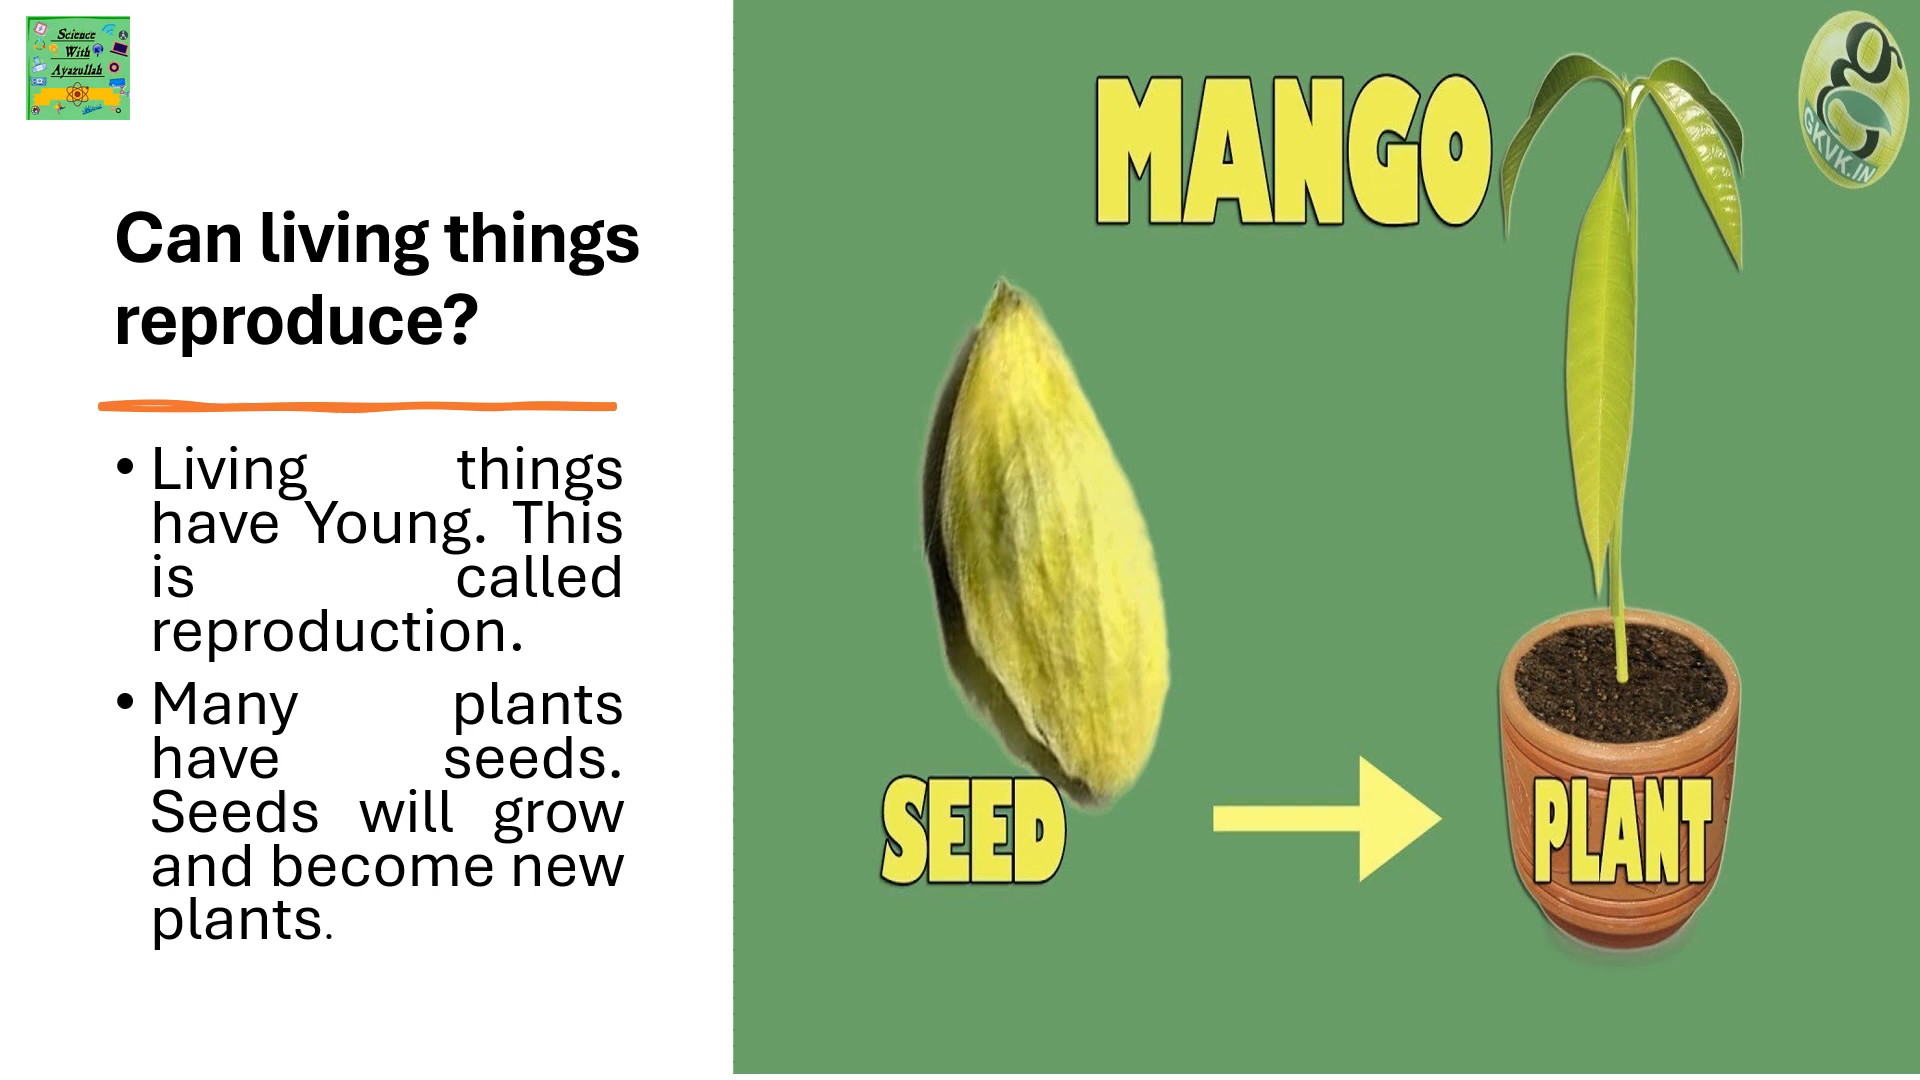 Science
With
Ayazullah
Can living things
reproduce?
• Living things
have Young. This
is called
reproduction.
• Many plants
have seeds.
Seeds will grow
and become new
plants.
MANGO
SEED
PLANT
GKVK.IN